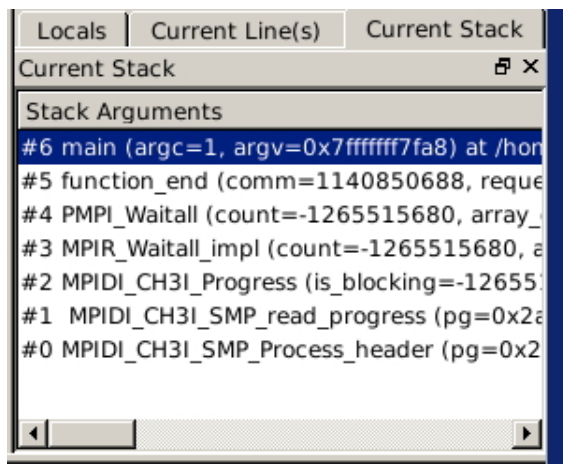 Locals Current Line(s) Current Stack
Current Stack
Stack Arguments
#6 main (argc=1, argv=0x7fffffff7fa8) at /hon
#5 function_end (comm=1140850688, reque
#4 PMPI_Waitall (count=-1265515680, array_
#3 MPIR_Waitall_impl (count=-1265515680, a
#2 MPIDI_CH3I_Progress (is_blocking=-12655
#1 MPIDI_CH3I_SMP_read_progress (pg=0x2a
#0 MPIDI_CH3I_SMP_Process_header (pg=0x2